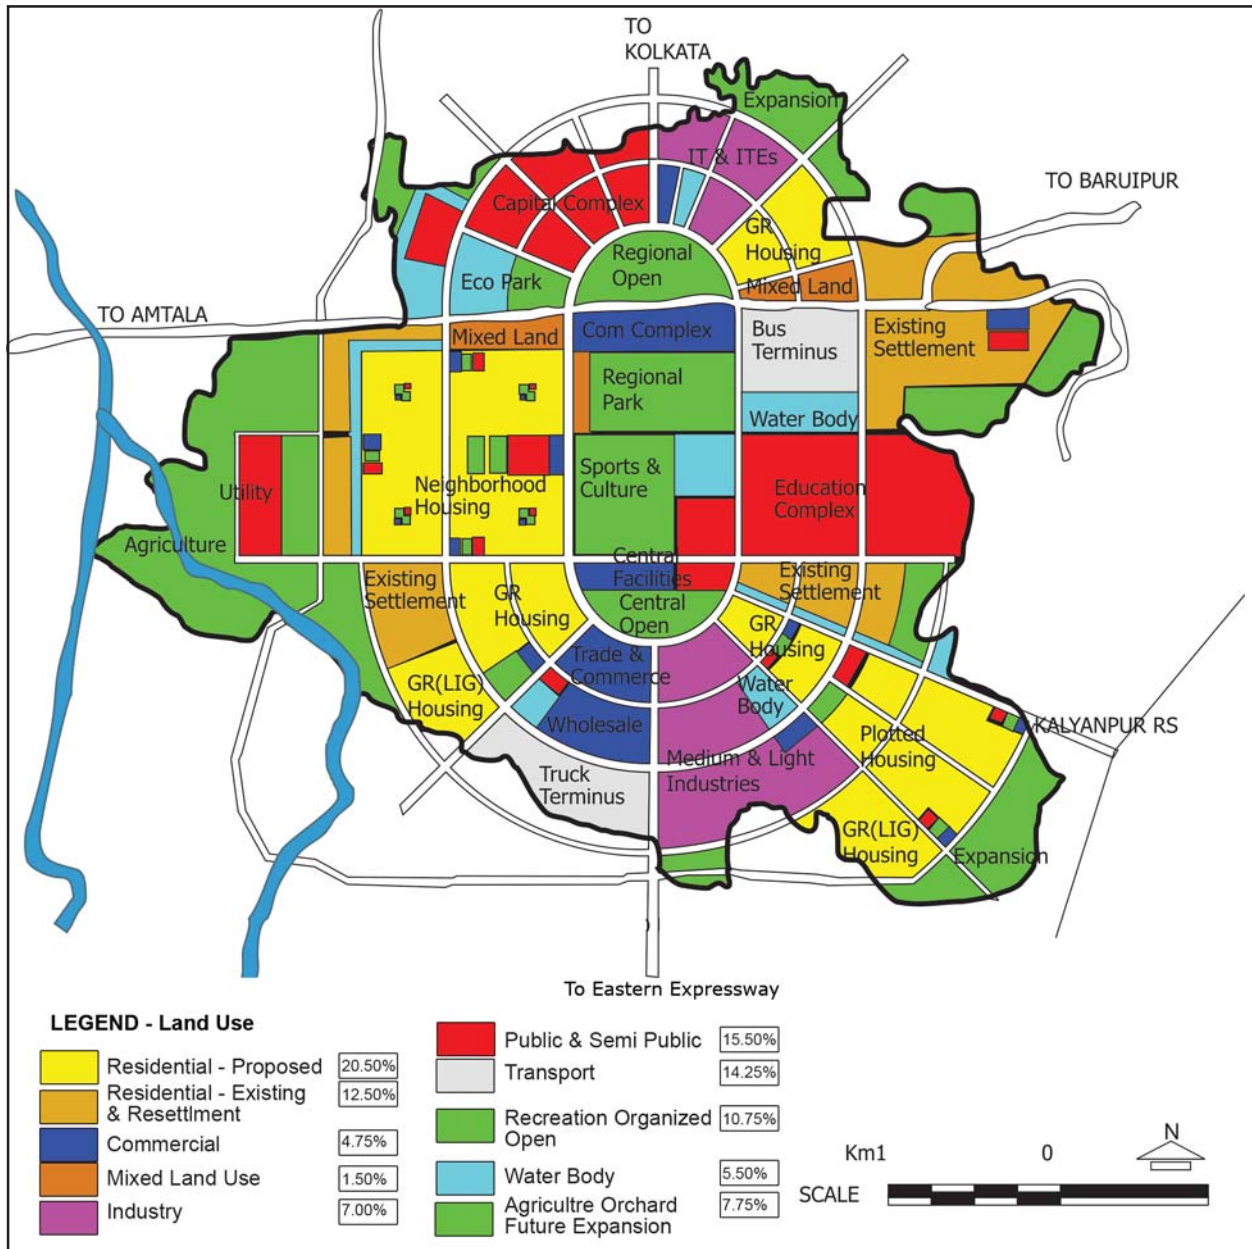 TO
KOLKATA
Expansion
IT & ITEs
TO BARUIPUR
Capital Complex
GR
Housing
Regional
Open
Eco Park
Mixed Land
TO AMTALA
Mixed Land
Com Complex
Bus
Terminus
Existing
Settlement
Regional
Park
Water Body
Sports &
Culture
Utility
Neighborhood
Housing
Education
Complex
Agriculture
Central
Facilities
Existing
Settlement
GR
Housing
Existing
Settlement
Central
Open
GR
Housing
Trade &
Commerce
GR(LIG)
Housing
Water
Body
Wholesale
KALYANPUR RS
Plotted
Housing
Truck
Terminus
Medium & Light
Industries
GR(LIG)
Housing
Expansion
To Eastern Expressway
LEGEND - Land Use
Residential - Proposed 20.50%
Residential - Existing
& Resettlment 12.50%
Commercial 4.75%
Mixed Land Use 1.50%
Industry 7.00%
Public & Semi Public 15.50%
Transport 14.25%
Recreation Organized
Open 10.75%
Water Body 5.50%
Agricultre Orchard
Future Expansion 7.75%
Km1 0
N
SCALE